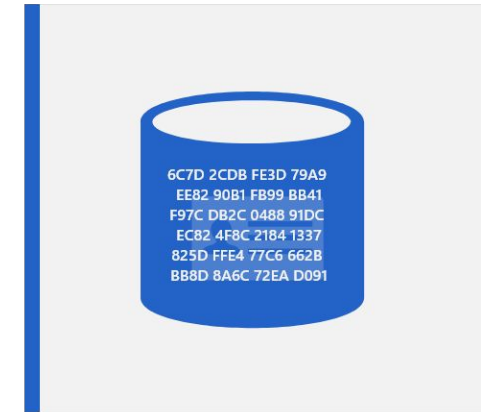 6C7D 2CDB FE3D 79A9
EE82 90B1 FB99 BB41
F97C DB2C 0488 91DC
EC82 4F8C 2184 1337
825D FFE4 77C6 662B
BB8D 8A6C 72EA D091